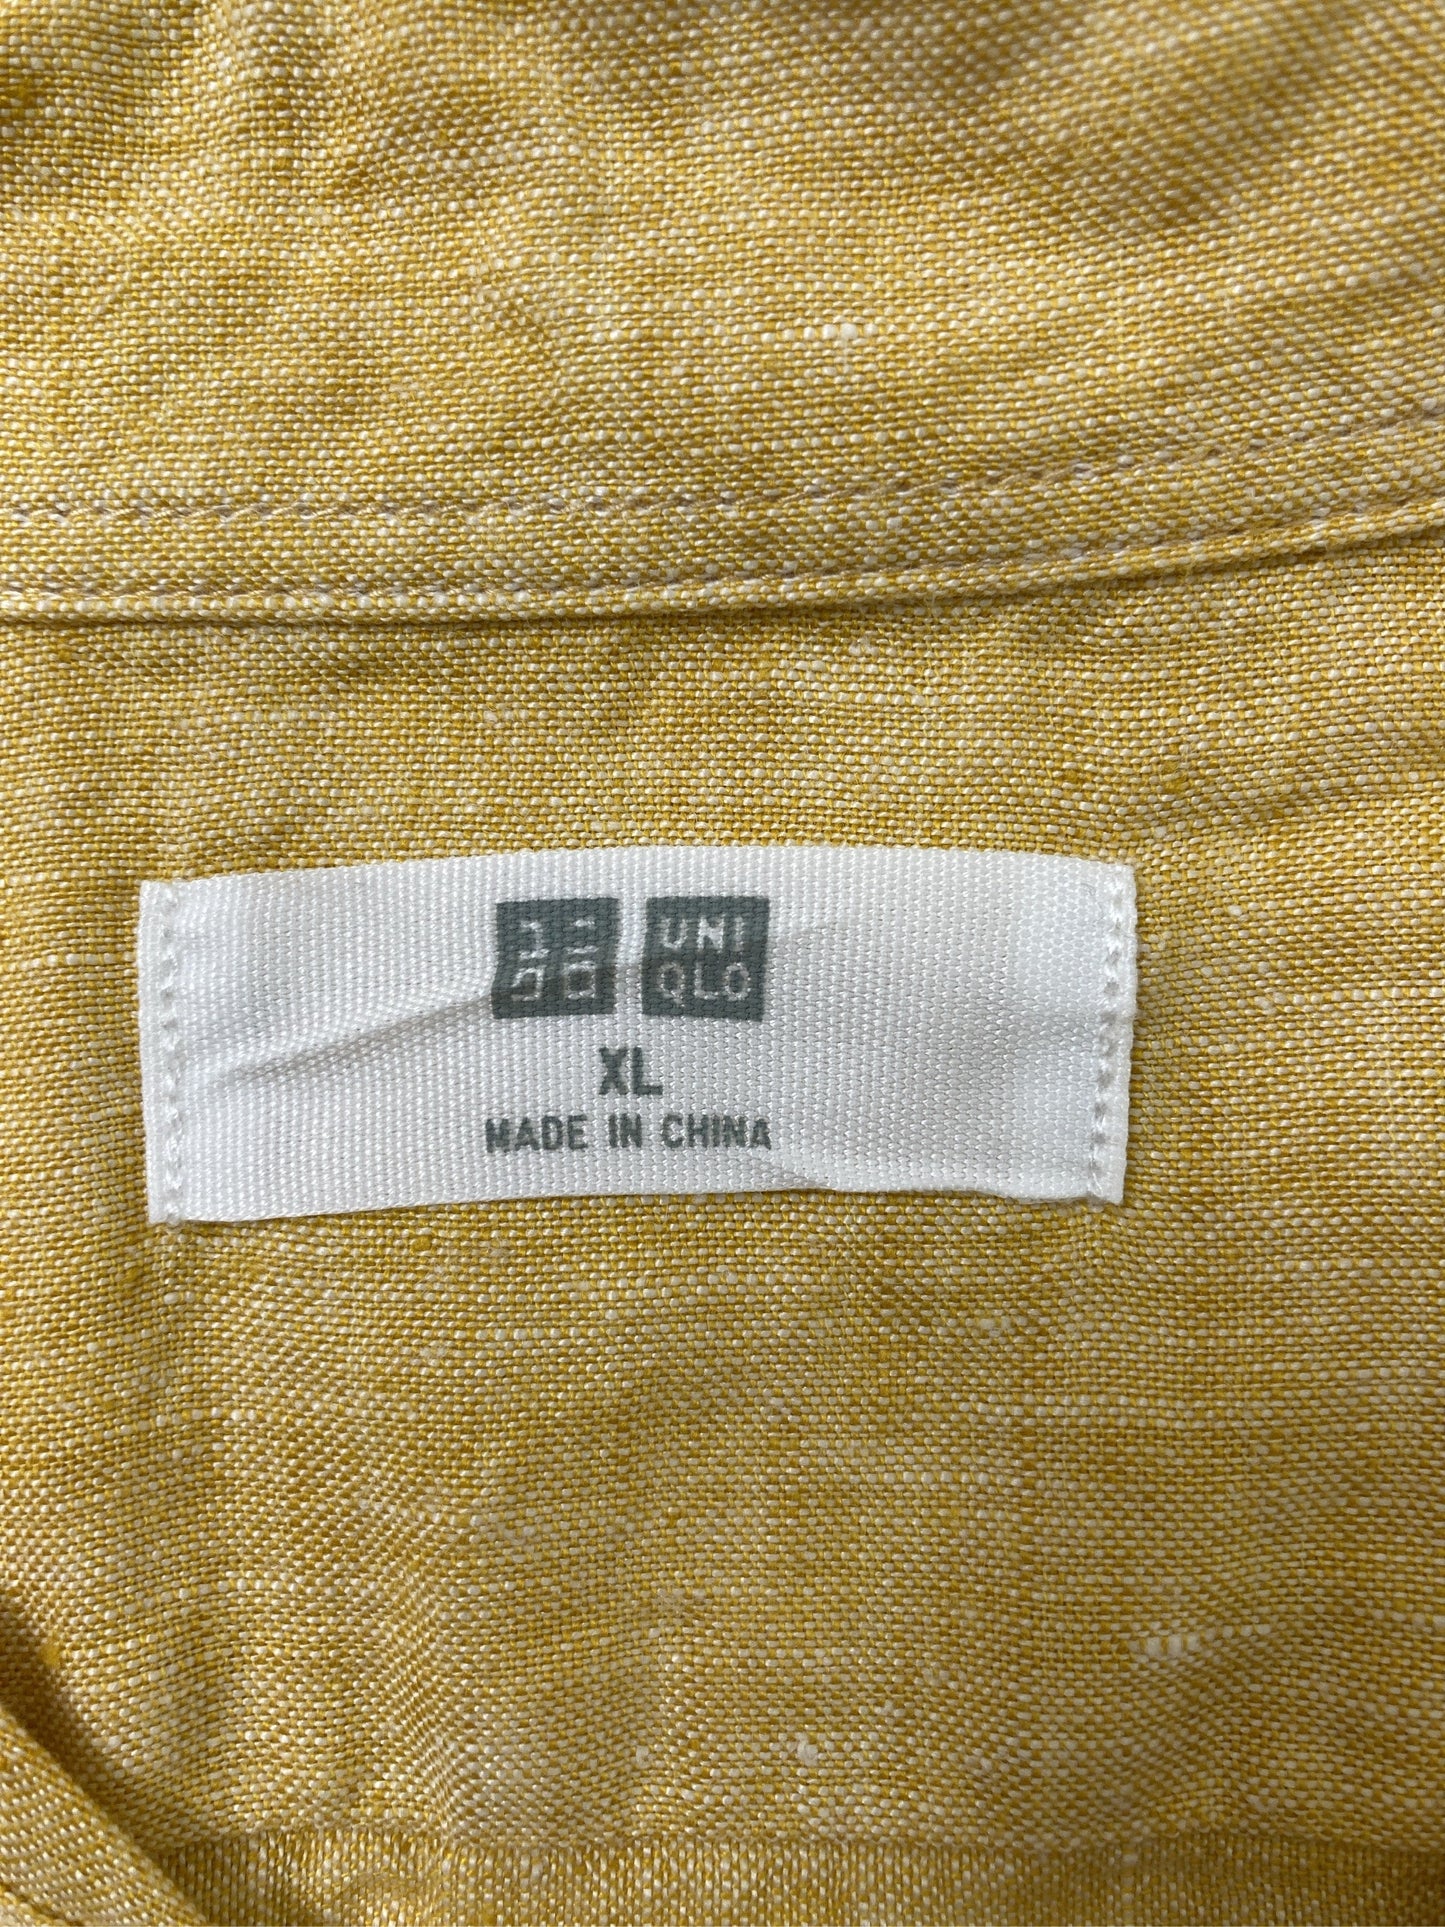 ユニ UNI
クロ QLO
XL
MADE IN CHINA